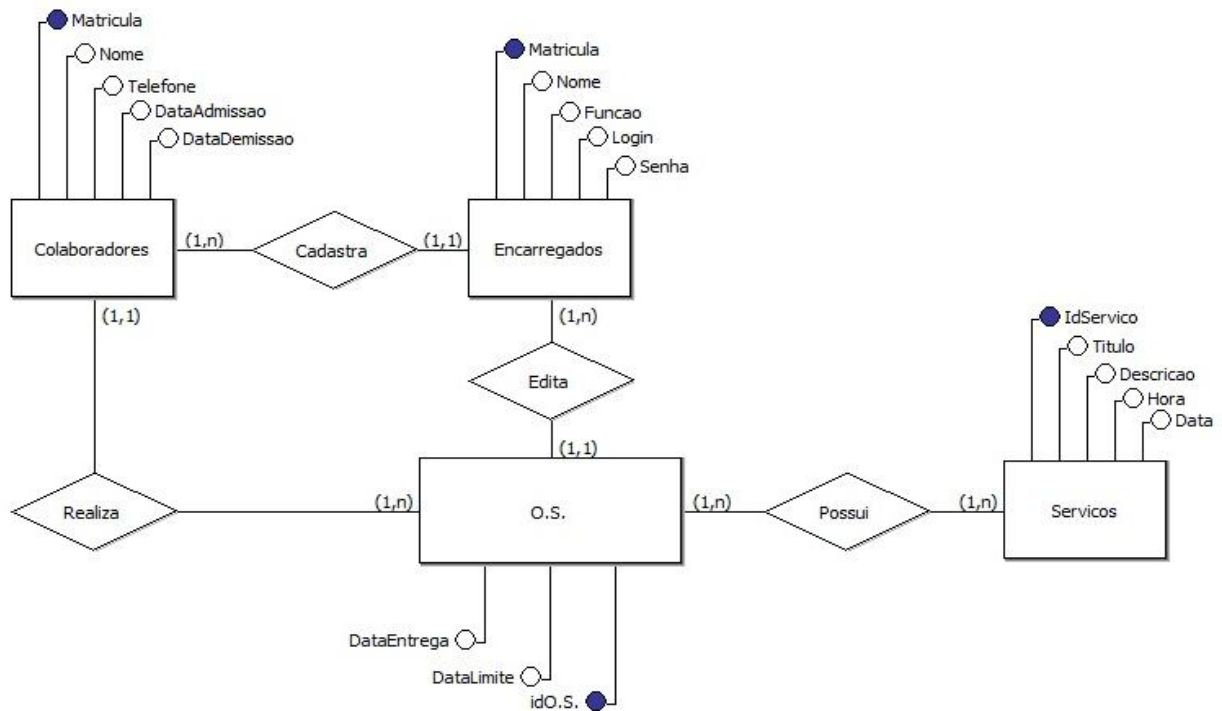 Matricula
Nome
Telefone
DataAdmissao
DataDemissao
Matricula
Nome
Funcao
Login
Senha
Colaboradores
(1,n)
Cadastra
(1,1)
Encarregados
(1,1)
(1,n)
Edita
(1,1)
IdServico
Titulo
Descricao
Hora
Data
Realiza
(1,n)
O.S.
(1,n)
Possui
(1,n)
Servicos
DataEntrega
DataLimite
idO.S.